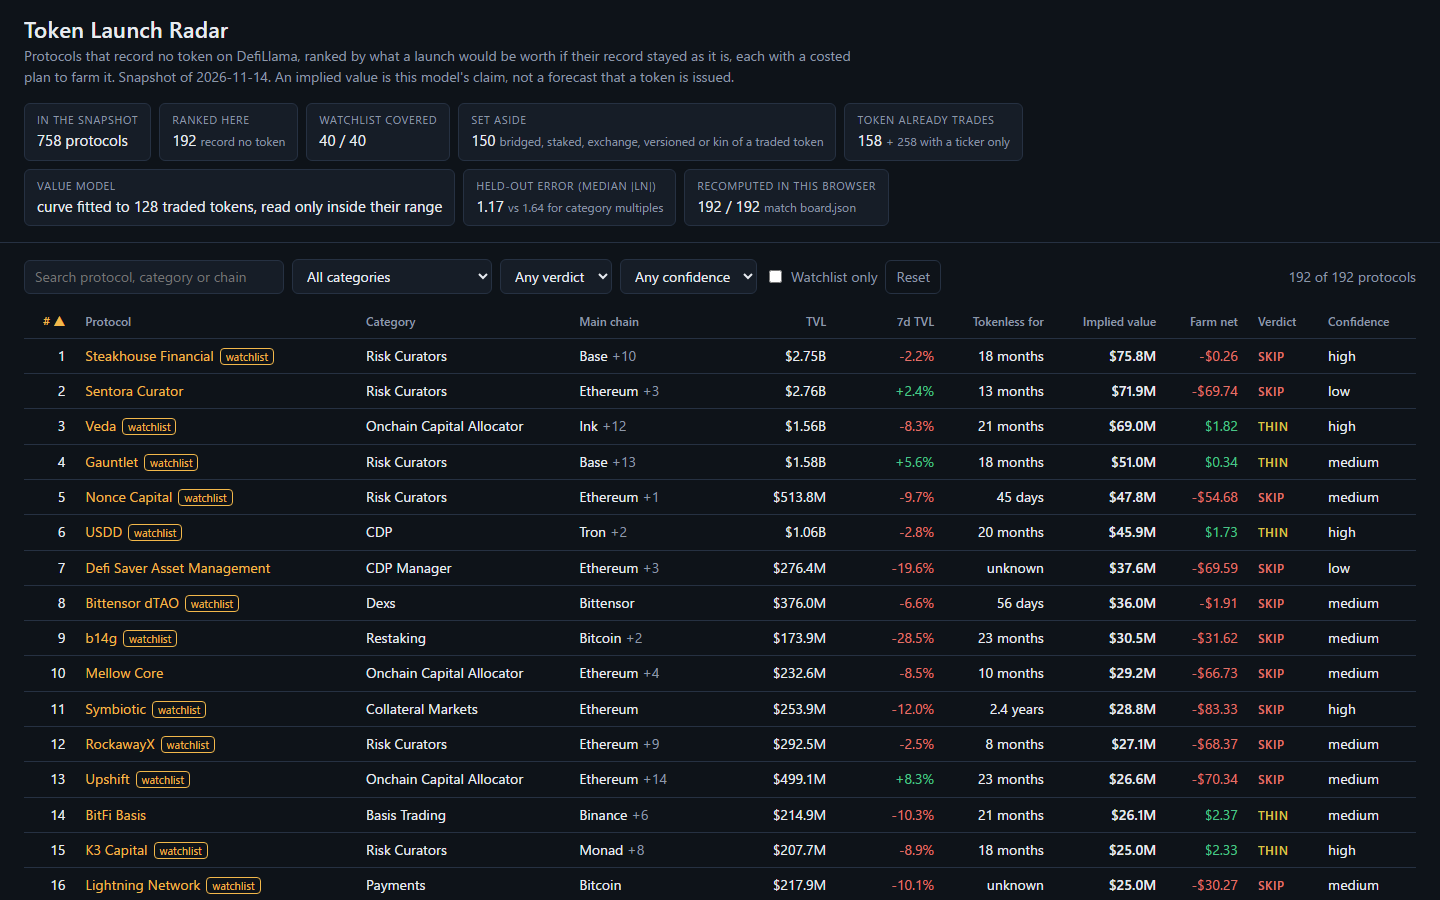 Token Launch Radar
Protocols that record no token on DefiLlama, ranked by what a launch would be worth if their record stayed as it is, each with a costed
plan to farm it. Snapshot of 2026-11-14. An implied value is this model's claim, not a forecast that a token is issued.
IN THE SNAPSHOT
758 protocols
RANKED HERE
192 record no token
WATCHLIST COVERED
40 / 40
SET ASIDE
150 bridged, staked, exchange, versioned or kin of a traded token
TOKEN ALREADY TRADES
158 + 258 with a ticker only
VALUE MODEL
curve fitted to 128 traded tokens, read only inside their range
HELD-OUT ERROR (MEDIAN |LN|)
1.17 vs 1.64 for category multiples
RECOMPUTED IN THIS BROWSER
192 / 192 match board.json
Search protocol, category or chain All categories Any verdict Any confidence Watchlist only Reset 192 of 192 protocols
# ▲ Protocol Category Main chain TVL 7d TVL Tokenless for Implied value Farm net Verdict Confidence
1 Steakhouse Financial watchlist Risk Curators Base +10 $2.75B -2.2% 18 months $75.8M -$0.26 SKIP high
2 Sentora Curator Risk Curators Ethereum +3 $2.76B +2.4% 13 months $71.9M -$69.74 SKIP low
3 Veda watchlist Onchain Capital Allocator Ink +12 $1.56B -8.3% 21 months $69.0M $1.82 THIN high
4 Gauntlet watchlist Risk Curators Base +13 $1.58B +5.6% 18 months $51.0M $0.34 THIN medium
5 Nonce Capital watchlist Risk Curators Ethereum +1 $513.8M -9.7% 45 days $47.8M -$54.68 SKIP medium
6 USDD watchlist CDP Tron +2 $1.06B -2.8% 20 months $45.9M $1.73 THIN high
7 Defi Saver Asset Management CDP Manager Ethereum +3 $276.4M -19.6% unknown $37.6M -$69.59 SKIP low
8 Bittensor dTAO watchlist Dexs Bittensor $376.0M -6.6% 56 days $36.0M -$1.91 SKIP medium
9 b14g watchlist Restaking Bitcoin +2 $173.9M -28.5% 23 months $30.5M -$31.62 SKIP medium
10 Mellow Core Onchain Capital Allocator Ethereum +4 $232.6M -8.5% 10 months $29.2M -$66.73 SKIP medium
11 Symbiotic watchlist Collateral Markets Ethereum $253.9M -12.0% 2.4 years $28.8M -$83.33 SKIP high
12 RockawayX watchlist Risk Curators Ethereum +9 $292.5M -2.5% 8 months $27.1M -$68.37 SKIP medium
13 Upshift watchlist Onchain Capital Allocator Ethereum +14 $499.1M +8.3% 23 months $26.6M -$70.34 SKIP medium
14 BitFi Basis Basis Trading Binance +6 $214.9M -10.3% 21 months $26.1M $2.37 THIN medium
15 K3 Capital watchlist Risk Curators Monad +8 $207.7M -8.9% 18 months $25.0M $2.33 THIN high
16 Lightning Network watchlist Payments Bitcoin $217.9M -10.1% unknown $25.0M -$30.27 SKIP medium